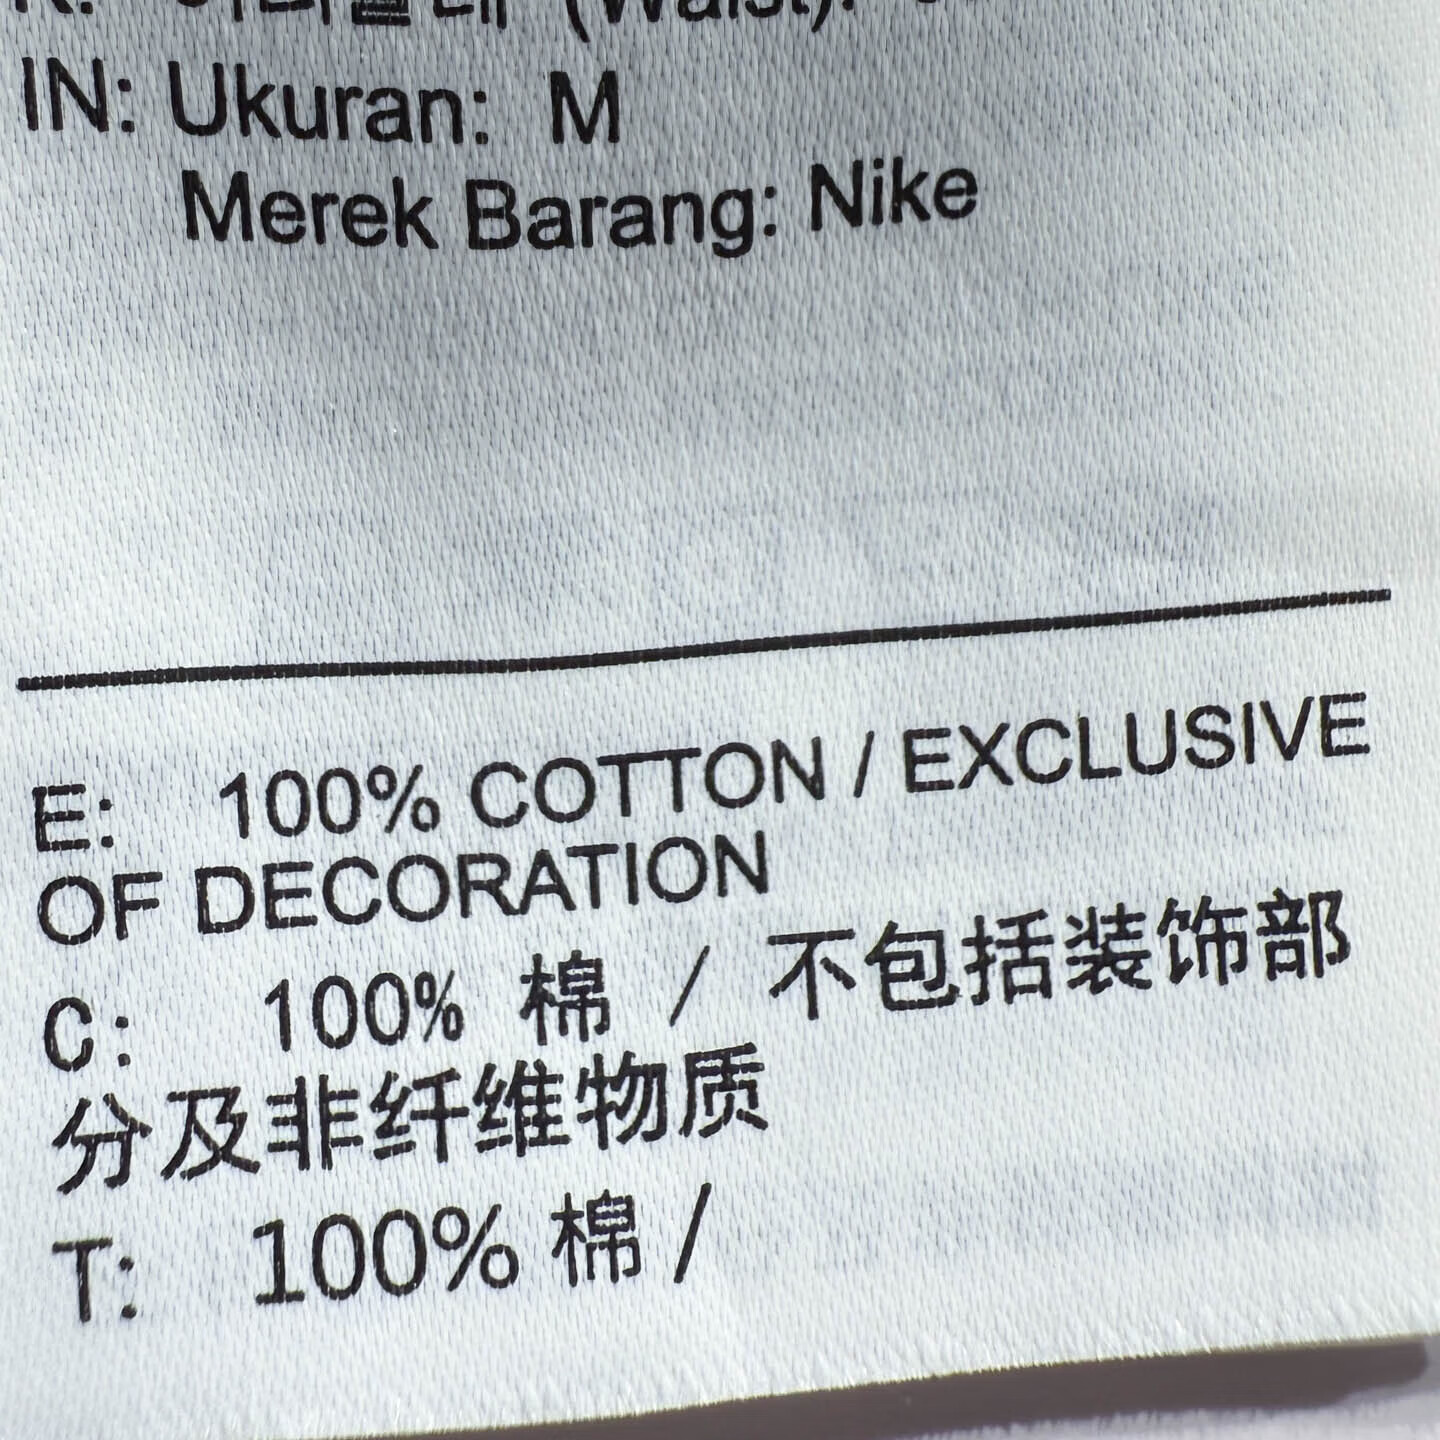 (Waist):
IN: Ukuran: M
Merek Barang: Nike
E: 100% COTTON / EXCLUSIVE
OF DECORATION
C: 100% 棉 / 不包括装饰部
分及非纤维物质
T: 100% 棉 /